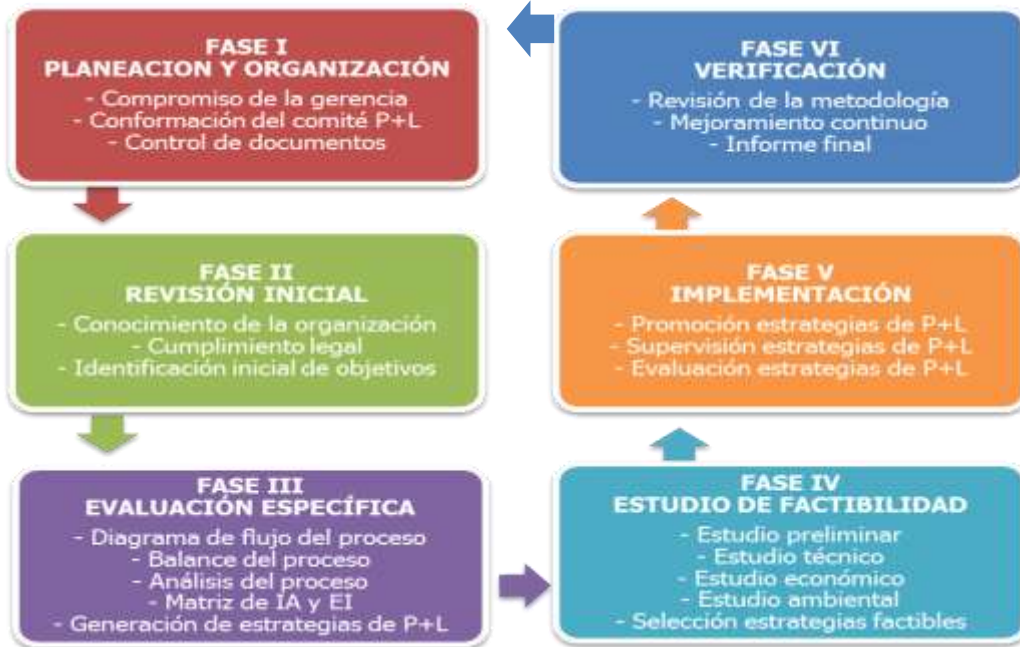 FASE I
PLANEACION Y ORGANIZACIÓN
- Compromiso de la gerencia
- Conformación del comité P+L
- Control de documentos
FASE II
REVISIÓN INICIAL
- Conocimiento de la organización
- Cumplimiento legal
- Identificación inicial de objetivos
FASE III
EVALUACIÓN ESPECÍFICA
- Diagrama de flujo del proceso
- Balance del proceso
- Análisis del proceso
- Matriz de IA y EI
- Generación de estrategias de P+L
FASE IV
ESTUDIO DE FACTIBILIDAD
- Estudio preliminar
- Estudio técnico
- Estudio económico
- Estudio ambiental
- Selección estrategias factibles
FASE V
IMPLEMENTACIÓN
- Promoción estrategias de P+L
- Supervisión estrategias de P+L
- Evaluación estrategias de P+L
FASE VI
VERIFICACIÓN
- Revisión de la metodología
- Mejoramiento continuo
- Informe final